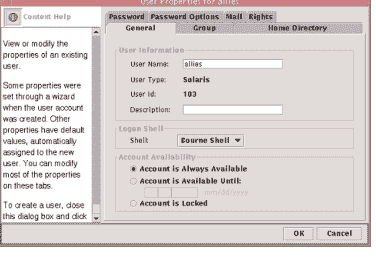 User Properties for allies
Context Help
View or modify the
properties of an existing
user.
Some properties were
set through a wizard
when the user account
was created. Other
properties have default
values, automatically
assigned to the new
user. You can modify
most of the properties
on these tabs.
To create a user, close
this dialog box and click
Password Password Options Mail Rights
General Group Home Directory
User Information
User Name: allies
User Type: Solaris
User Id: 103
Description:
Logon Shell
Shell: Bourne Shell
Account Availability
Account is Always Available
Account is Available Until:
mm/dd/yyyy
Account is Locked
OK Cancel